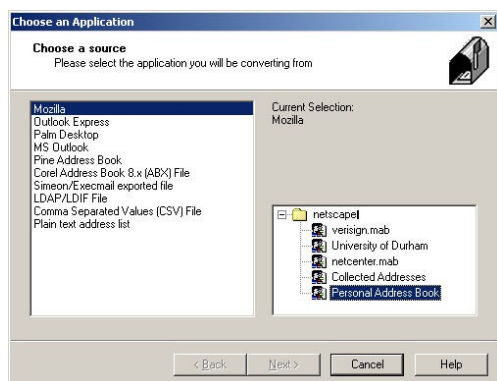 Choose an Application
Choose a source
Please select the application you will be converting from
Mozilla
Outlook Express
Palm Desktop
MS Outlook
Pine Address Book
Corel Address Book 8.x (ABX) File
Simeon/Execmail exported file
LDAP/LDIF File
Comma Separated Values (CSV) File
Plain text address list
Current Selection:
Mozilla
netscapel
verisign.mab
University of Durham
netcenter.mab
Collected Addresses
Personal Address Book
< Back
Next >
Cancel
Help